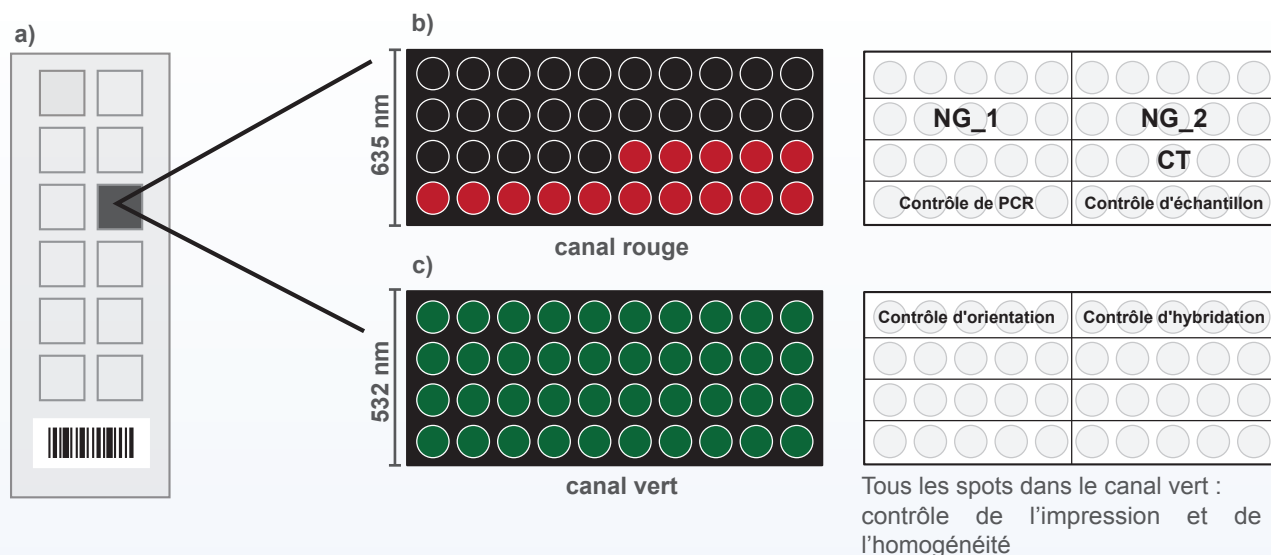 a)
b)
635 nm
canal rouge
NG_1 NG_2
CT
Contrôle de PCR Contrôle d'échantillon
c)
532 nm
canal vert
Contrôle d'orientation Contrôle d'hybridation
Tous les spots dans le canal vert :
contrôle de l’impression et de
l’homogénéité